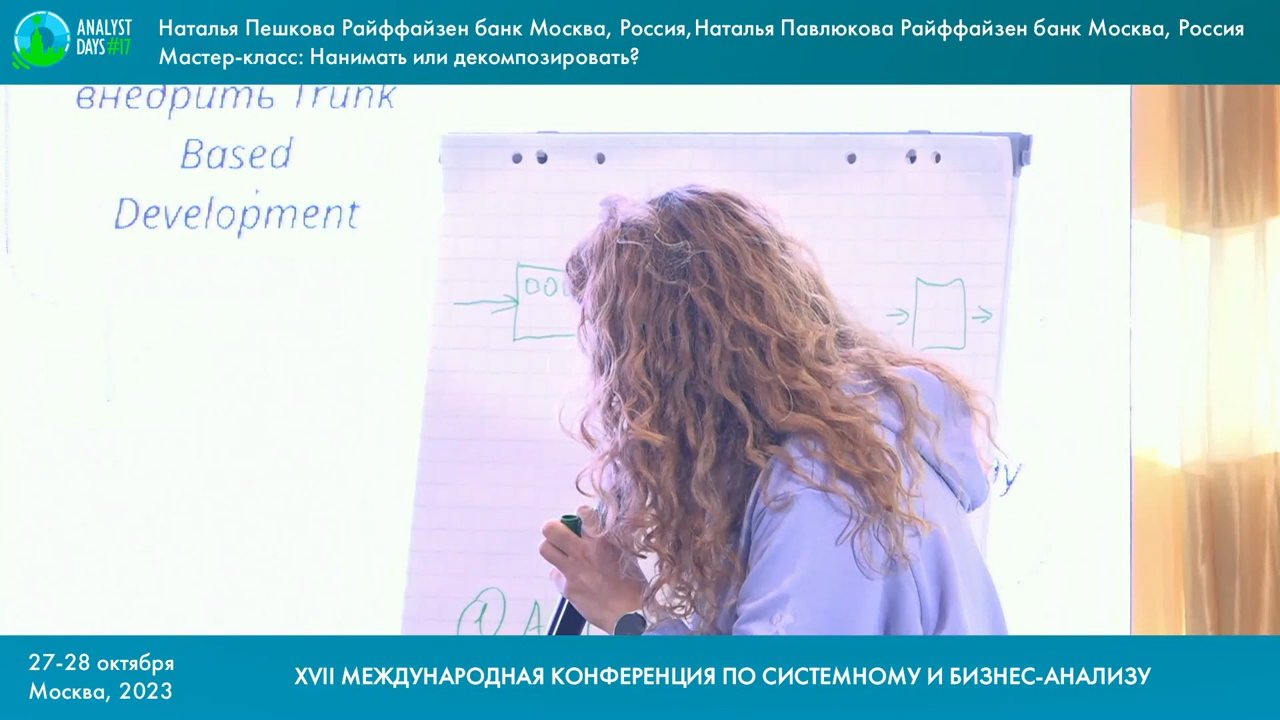 ANALYST
DAYS#17
Наталья Пешкова Райффайзен банк Москва, Россия,Наталья Павлюкова Райффайзен банк Москва, Россия
Мастер-класс: Нанимать или декомпозировать?
внедрить Trunk
Based
Development
① A
27-28 октября
Москва, 2023
XVII МЕЖДУНАРОДНАЯ КОНФЕРЕНЦИЯ ПО СИСТЕМНОМУ И БИЗНЕС-АНАЛИЗУ